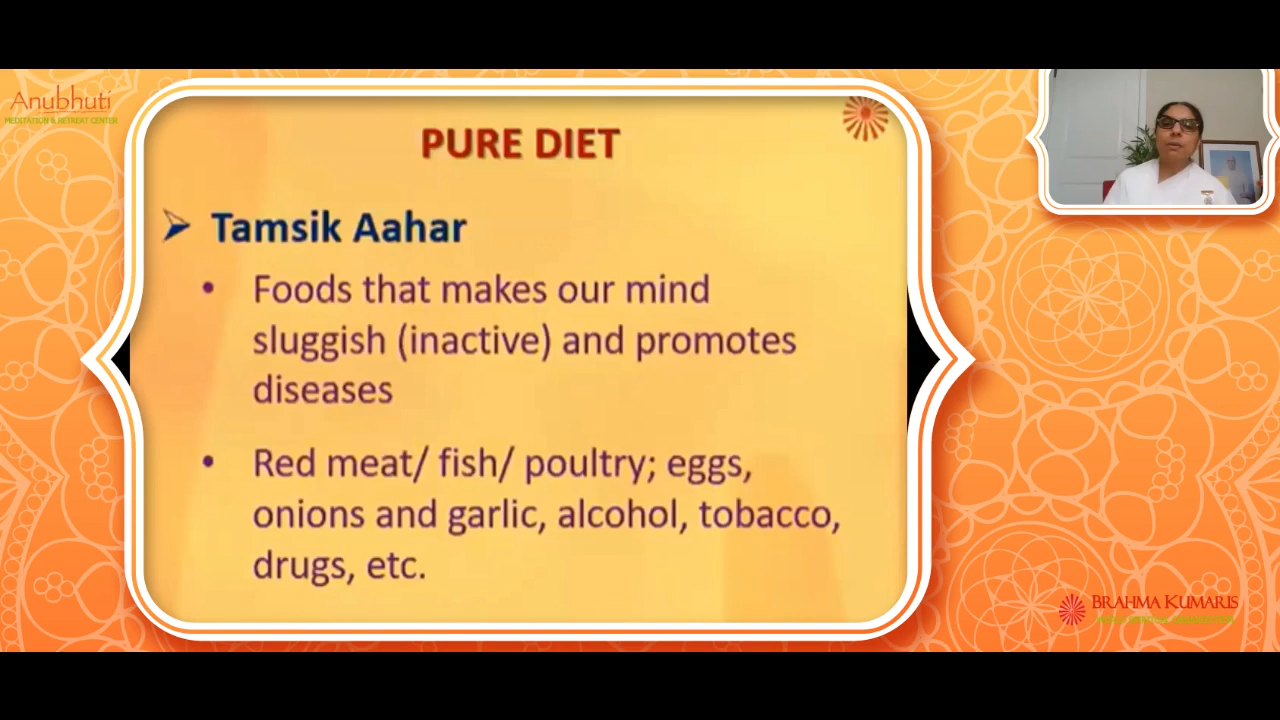 Anubhuti
MEDITATION & RETREAT CENTER
PURE DIET
Tamsik Aahar
Foods that makes our mind
sluggish (inactive) and promotes
diseases
Red meat/ fish/ poultry; eggs,
onions and garlic, alcohol, tobacco,
drugs, etc.
BRAHMA KUMARIS